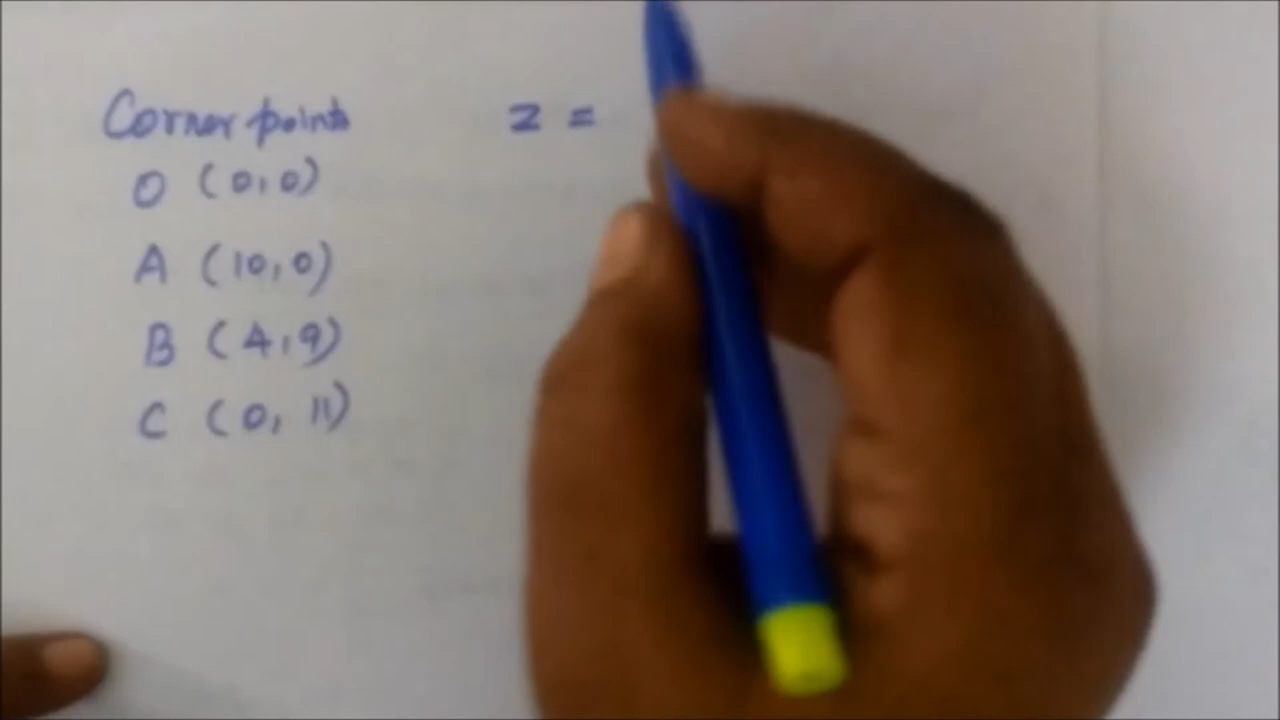 Corner points z =
O (0,0)
A (10,0)
B (4,9)
C (0, 11)